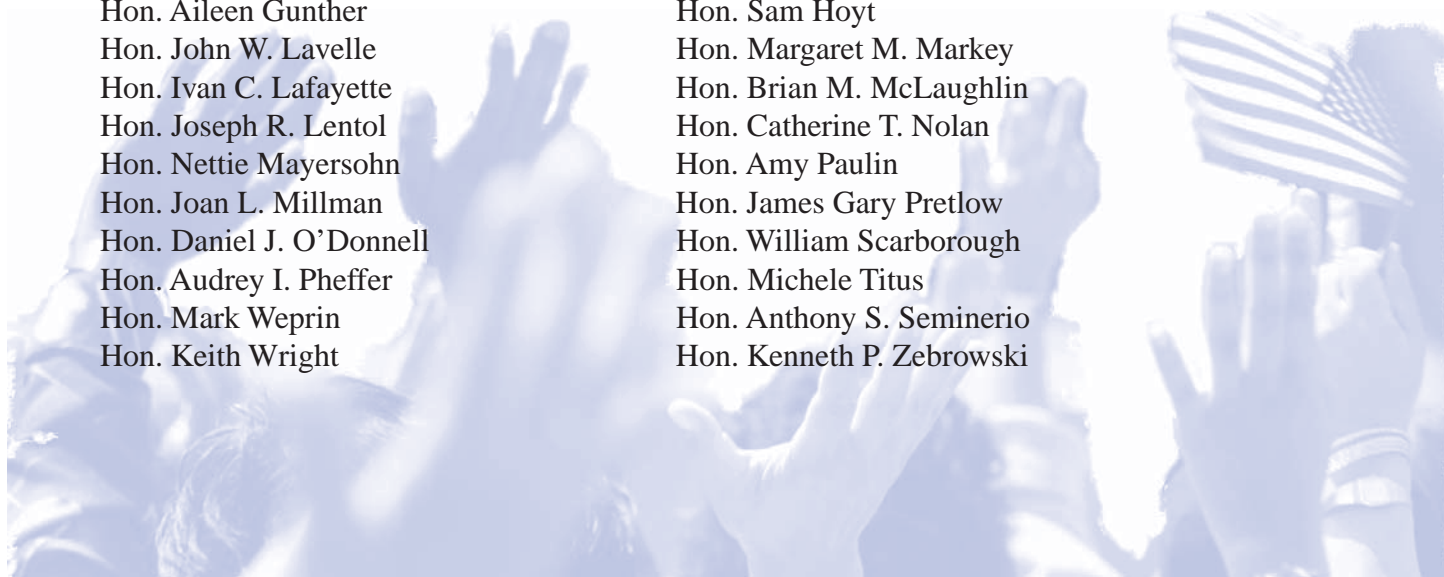 Hon. Aileen Gunther
Hon. John W. Lavelle
Hon. Ivan C. Lafayette
Hon. Joseph R. Lentol
Hon. Nettie Mayersohn
Hon. Joan L. Millman
Hon. Daniel J. O’Donnell
Hon. Audrey I. Pheffer
Hon. Mark Weprin
Hon. Keith Wright
Hon. Sam Hoyt
Hon. Margaret M. Markey
Hon. Brian M. McLaughlin
Hon. Catherine T. Nolan
Hon. Amy Paulin
Hon. James Gary Pretlow
Hon. William Scarborough
Hon. Michele Titus
Hon. Anthony S. Seminerio
Hon. Kenneth P. Zebrowski